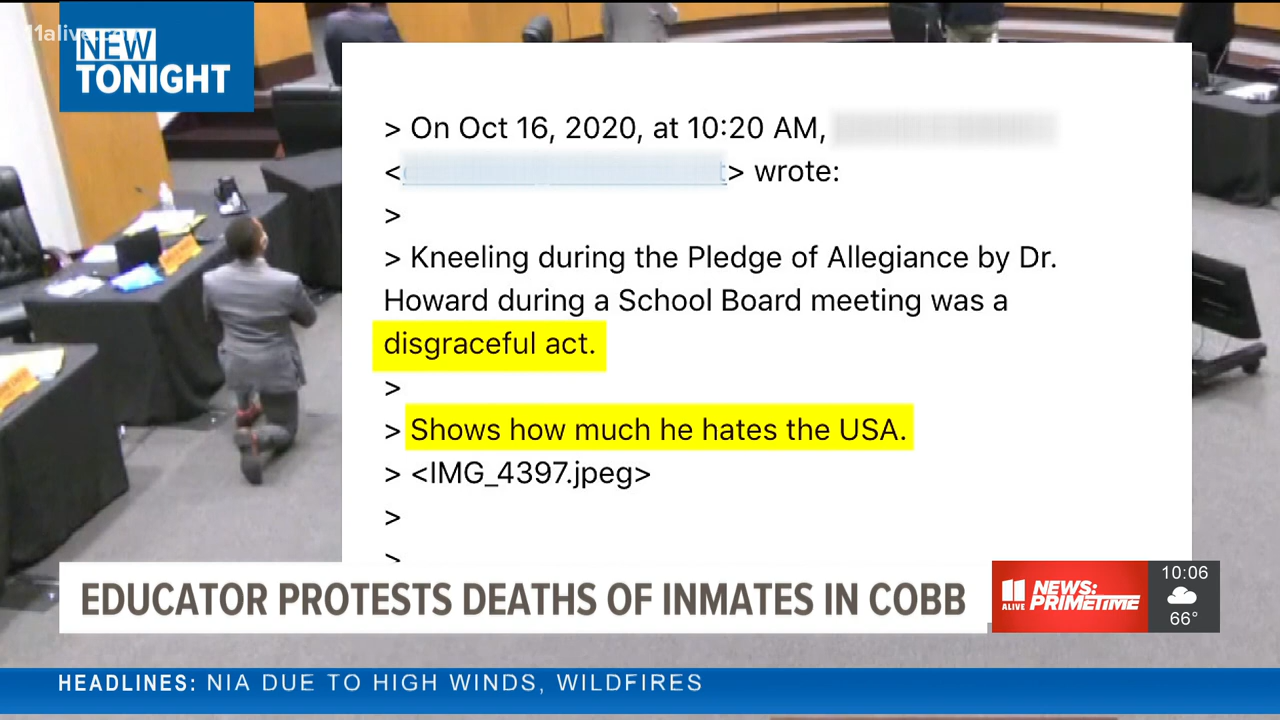 11alive.com
NEW
TONIGHT
> On Oct 16, 2020, at 10:20 AM,
< > wrote:
>
> Kneeling during the Pledge of Allegiance by Dr.
Howard during a School Board meeting was a
disgraceful act.
>
> Shows how much he hates the USA.
> <IMG_4397.jpeg>
>
>
EDUCATOR PROTESTS DEATHS OF INMATES IN COBB
11 ALIVE
NEWS:
PRIMETIME
10:06
66°
HEADLINES: NIA DUE TO HIGH WINDS, WILDFIRES